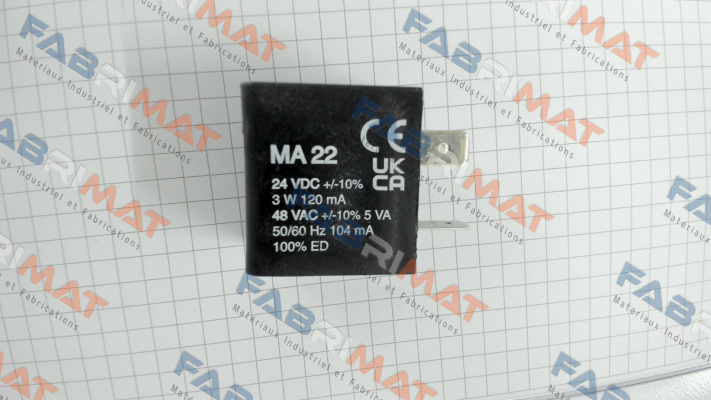 MA 22
24 VDC +/-10%
3 W 120 mA
48 VAC +/-10% 5 VA
50/60 Hz 104 mA
100% ED
CE
UK
CA
FABRIMAT
Matériaux Industriel et Fabrications